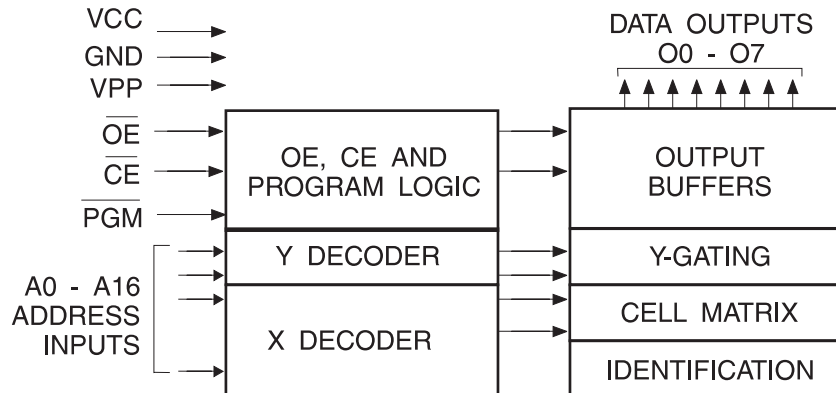 VCC
GND
VPP
OE
CE
PGM
A0 - A16
ADDRESS
INPUTS
OE, CE AND
PROGRAM LOGIC
Y DECODER
X DECODER
DATA OUTPUTS
O0 - O7
OUTPUT
BUFFERS
Y-GATING
CELL MATRIX
IDENTIFICATION